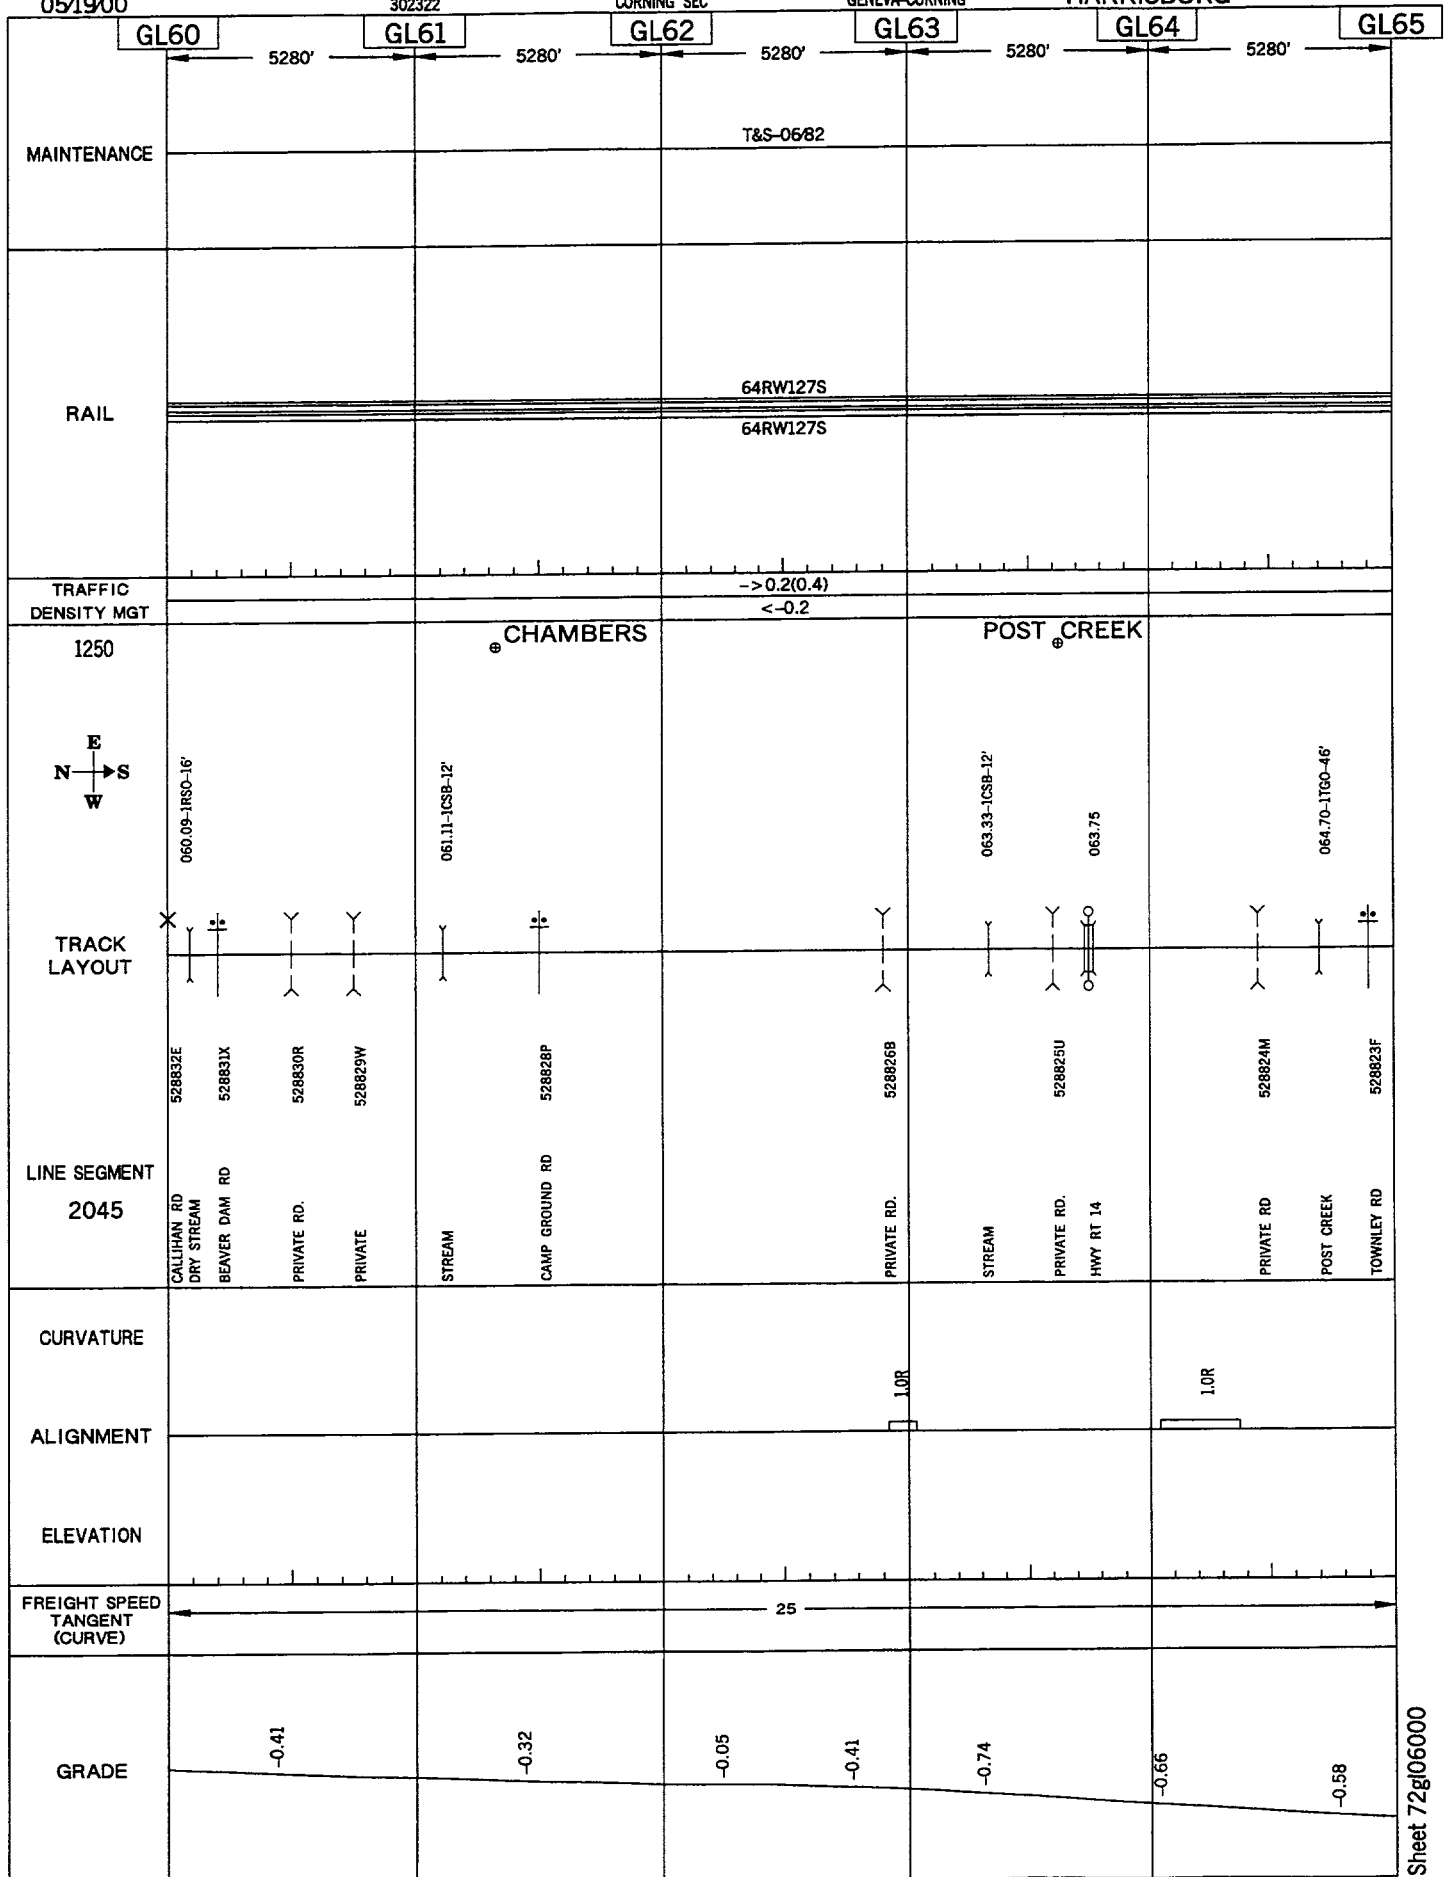 05/19/00 302322 CORNING SEC GENEVA-CORNING HARRISBURG
GL60 GL61 GL62 GL63 GL64 GL65
5280' 5280' 5280' 5280' 5280'
MAINTENANCE
T&S-06/82
RAIL
64RW127S
64RW127S
TRAFFIC
DENSITY MGT
->0.2(0.4)
<-0.2
1250
CHAMBERS
POST CREEK
E
N S
W
060.09-1RSO-16'
061.11-1CSB-12'
063.33-1CSB-12'
063.75
064.70-1TGO-46'
TRACK
LAYOUT
528832E
528831X
528830R
528829W
528828P
528826B
528825U
528824M
528823F
LINE SEGMENT
2045
CALLIHAN RD
DRY STREAM
BEAVER DAM RD
PRIVATE RD.
PRIVATE
STREAM
CAMP GROUND RD
PRIVATE RD.
STREAM
PRIVATE RD.
HWY RT 14
PRIVATE RD
POST CREEK
TOWNLEY RD
CURVATURE
1.0R
1.0R
ALIGNMENT
ELEVATION
FREIGHT SPEED
TANGENT
(CURVE)
25
GRADE
-0.41
-0.32
-0.05
-0.41
-0.74
-0.66
-0.58
Sheet 72gl06000